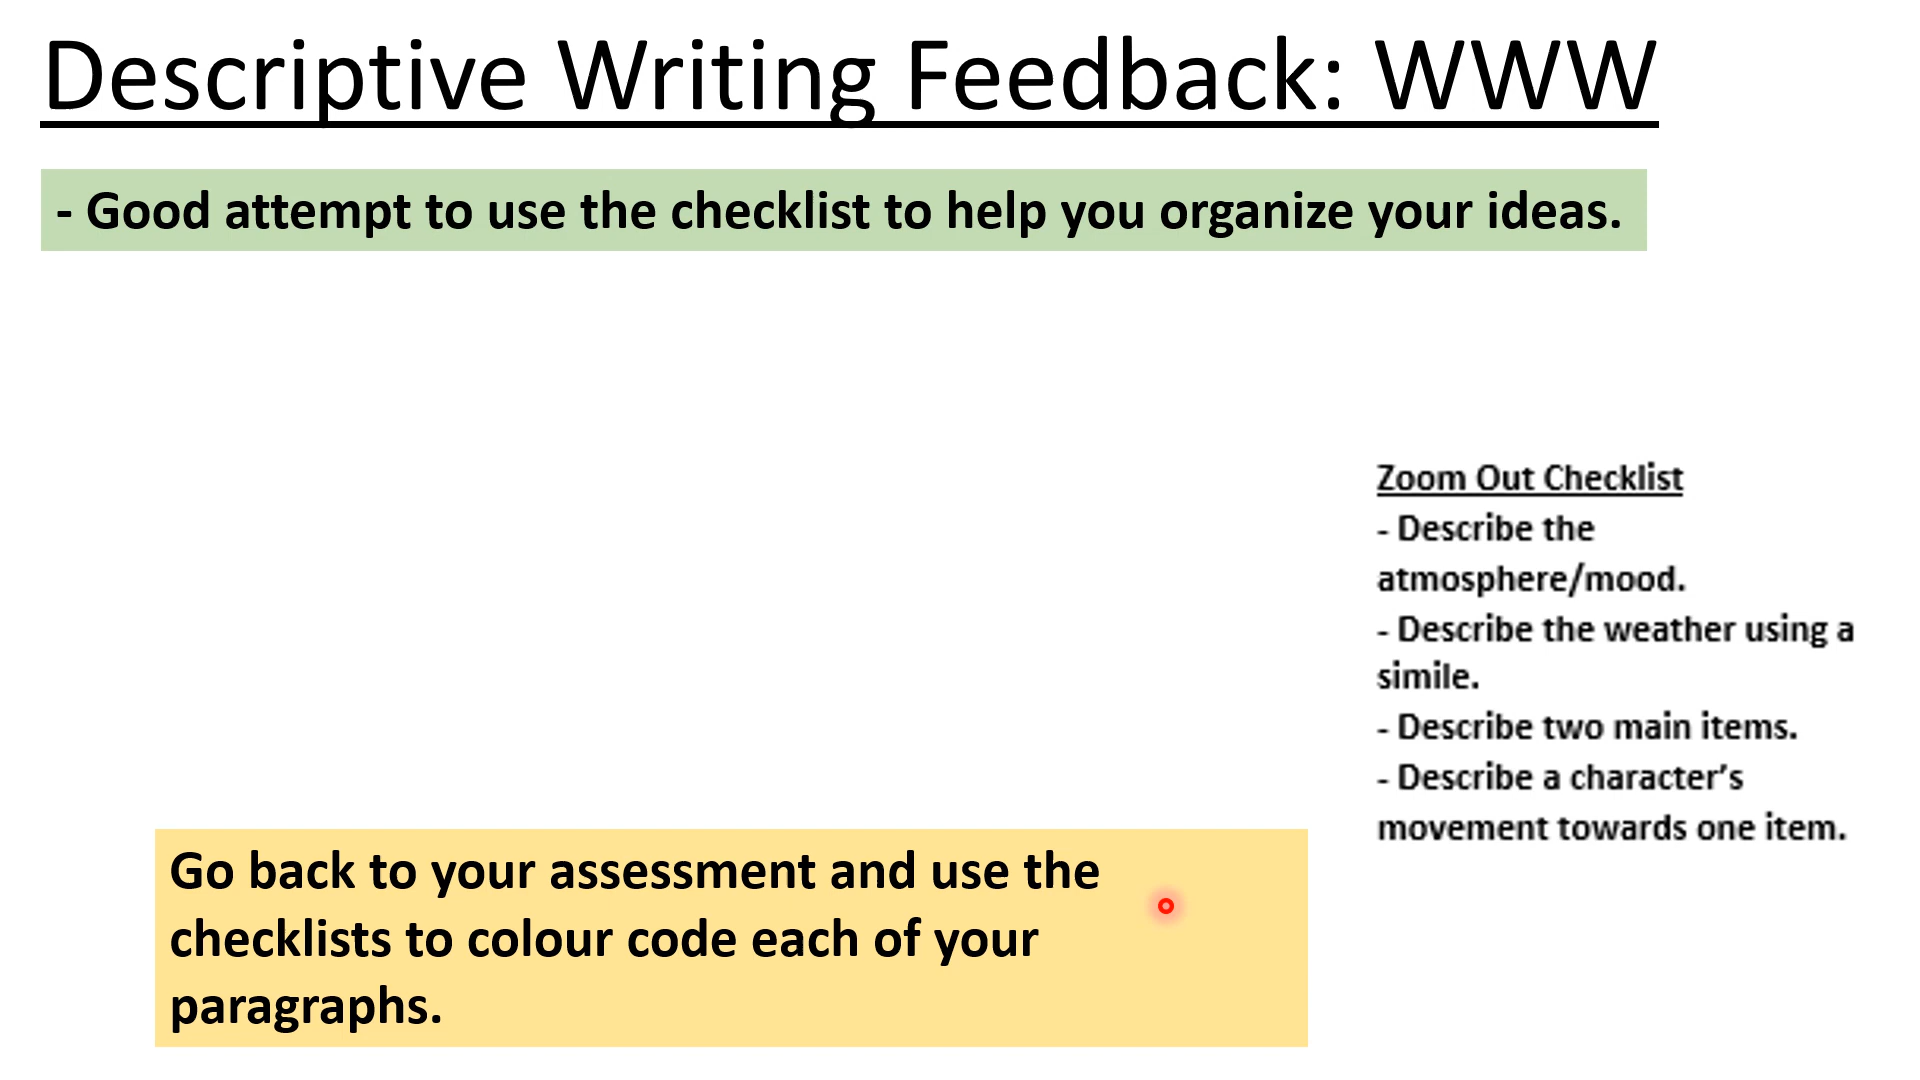 Descriptive Writing Feedback: WWW
- Good attempt to use the checklist to help you organize your ideas.
Zoom Out Checklist
- Describe the
atmosphere/mood.
- Describe the weather using a
simile.
- Describe two main items.
- Describe a character's
movement towards one item.
Go back to your assessment and use the
checklists to colour code each of your
paragraphs.